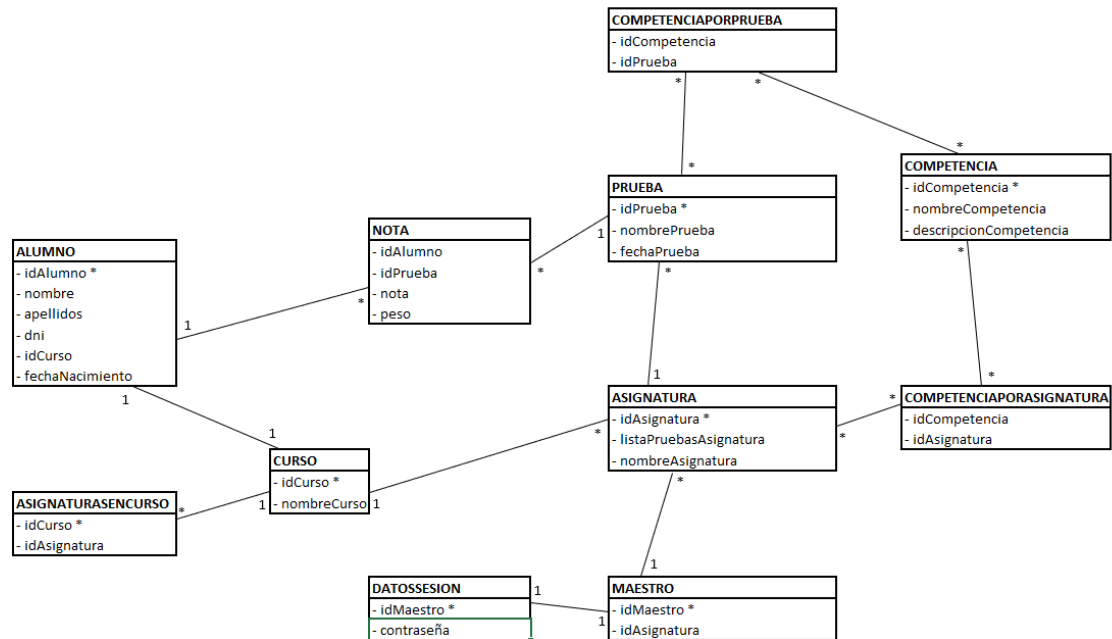 COMPETENCIAPORPRUEBA
- idCompetencia
- idPrueba
*
*
*
*
COMPETENCIA
- idCompetencia *
- nombreCompetencia
- descripcionCompetencia
*
PRUEBA
- idPrueba *
- nombrePrueba
- fechaPrueba
1
*
*
NOTA
- idAlumno
- idPrueba
- nota
- peso
*
ALUMNO
- idAlumno *
- nombre
- apellidos
- dni
- idCurso
- fechaNacimiento
1
1
1
1
*
ASIGNATURA
- idAsignatura *
- listaPruebasAsignatura
- nombreAsignatura
*
*
*
*
COMPETENCIAPORASIGNATURA
- idCompetencia
- idAsignatura
CURSO
- idCurso *
- nombreCurso
1
1
ASIGNATURASENCURSO
- idCurso *
- idAsignatura
*
*
1
DATOSSESION
- idMaestro *
- contraseña
1
1
MAESTRO
- idMaestro *
- idAsignatura